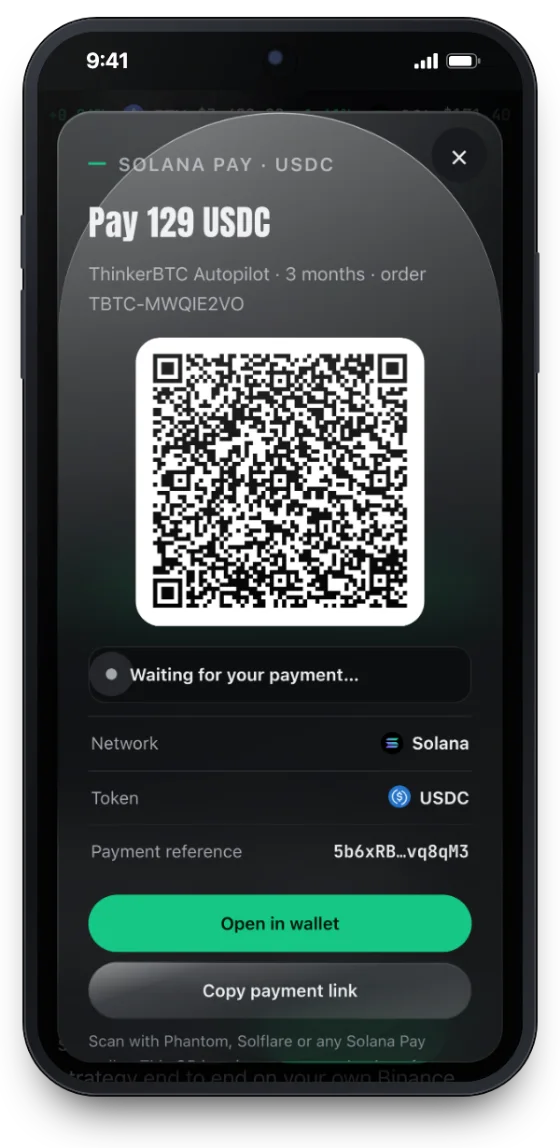 9:41
SOLANA PAY · USDC
Pay 129 USDC
ThinkerBTC Autopilot · 3 months · order
TBTC-MWQIE2VO
Waiting for your payment...
Network
Solana
Token
USDC
Payment reference
5b6xRB…vq8qM3
Open in wallet
Copy payment link
Scan with Phantom, Solflare or any Solana Pay
strategy end to end on your own Binance